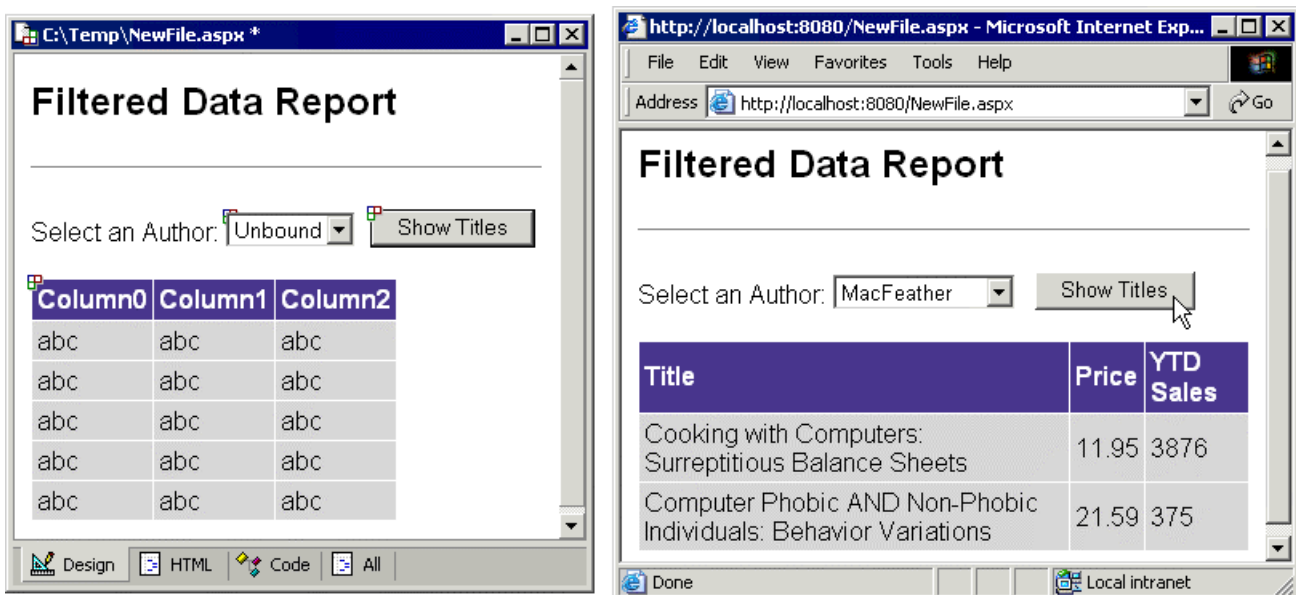 C:\Temp\NewFile.aspx *
Filtered Data Report
Select an Author: Unbound Show Titles
Column0 Column1 Column2
abc abc abc
abc abc abc
abc abc abc
abc abc abc
abc abc abc
Design HTML Code All
http://localhost:8080/NewFile.aspx - Microsoft Internet Exp...
File Edit View Favorites Tools Help
Address http://localhost:8080/NewFile.aspx Go
Filtered Data Report
Select an Author: MacFeather Show Titles
Title Price YTD
Sales
Cooking with Computers:
Surreptitious Balance Sheets 11.95 3876
Computer Phobic AND Non-Phobic
Individuals: Behavior Variations 21.59 375
Done Local intranet